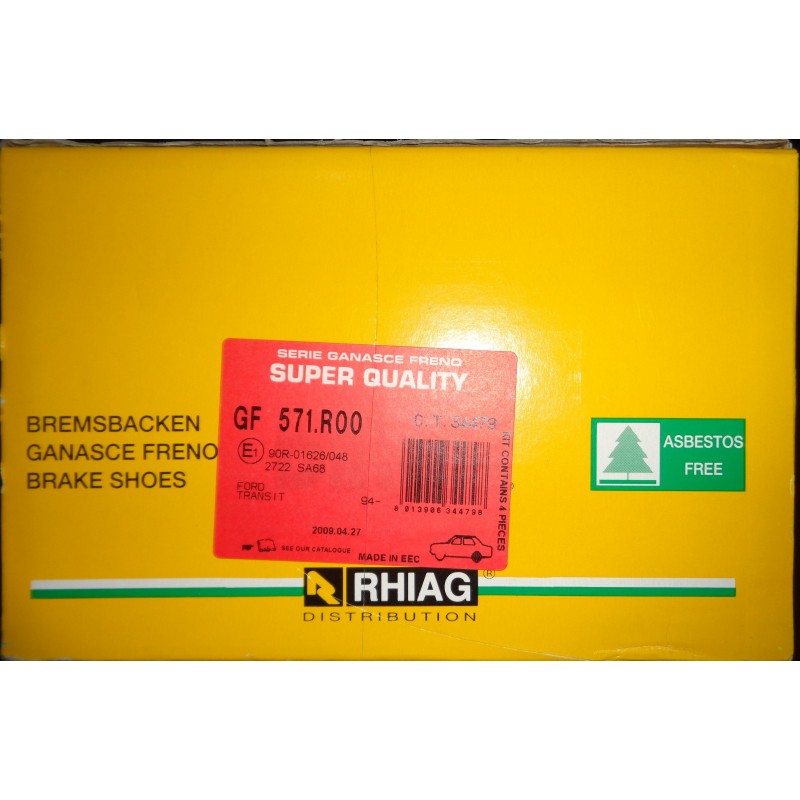 SERIE GANASCE FRENO
SUPER QUALITY
GF 571.R00 C.T. 34479
E1 90R-01626/048
2722 SA68
FORD
TRANSIT 94-
8 013906 344798
KIT CONTAINS 4 PIECES
2009.04.27
SEE OUR CATALOGUE
MADE IN EEC
BREMSBACKEN
GANASCE FRENO
BRAKE SHOES
ASBESTOS
FREE
RHIAG ®
DISTRIBUTION